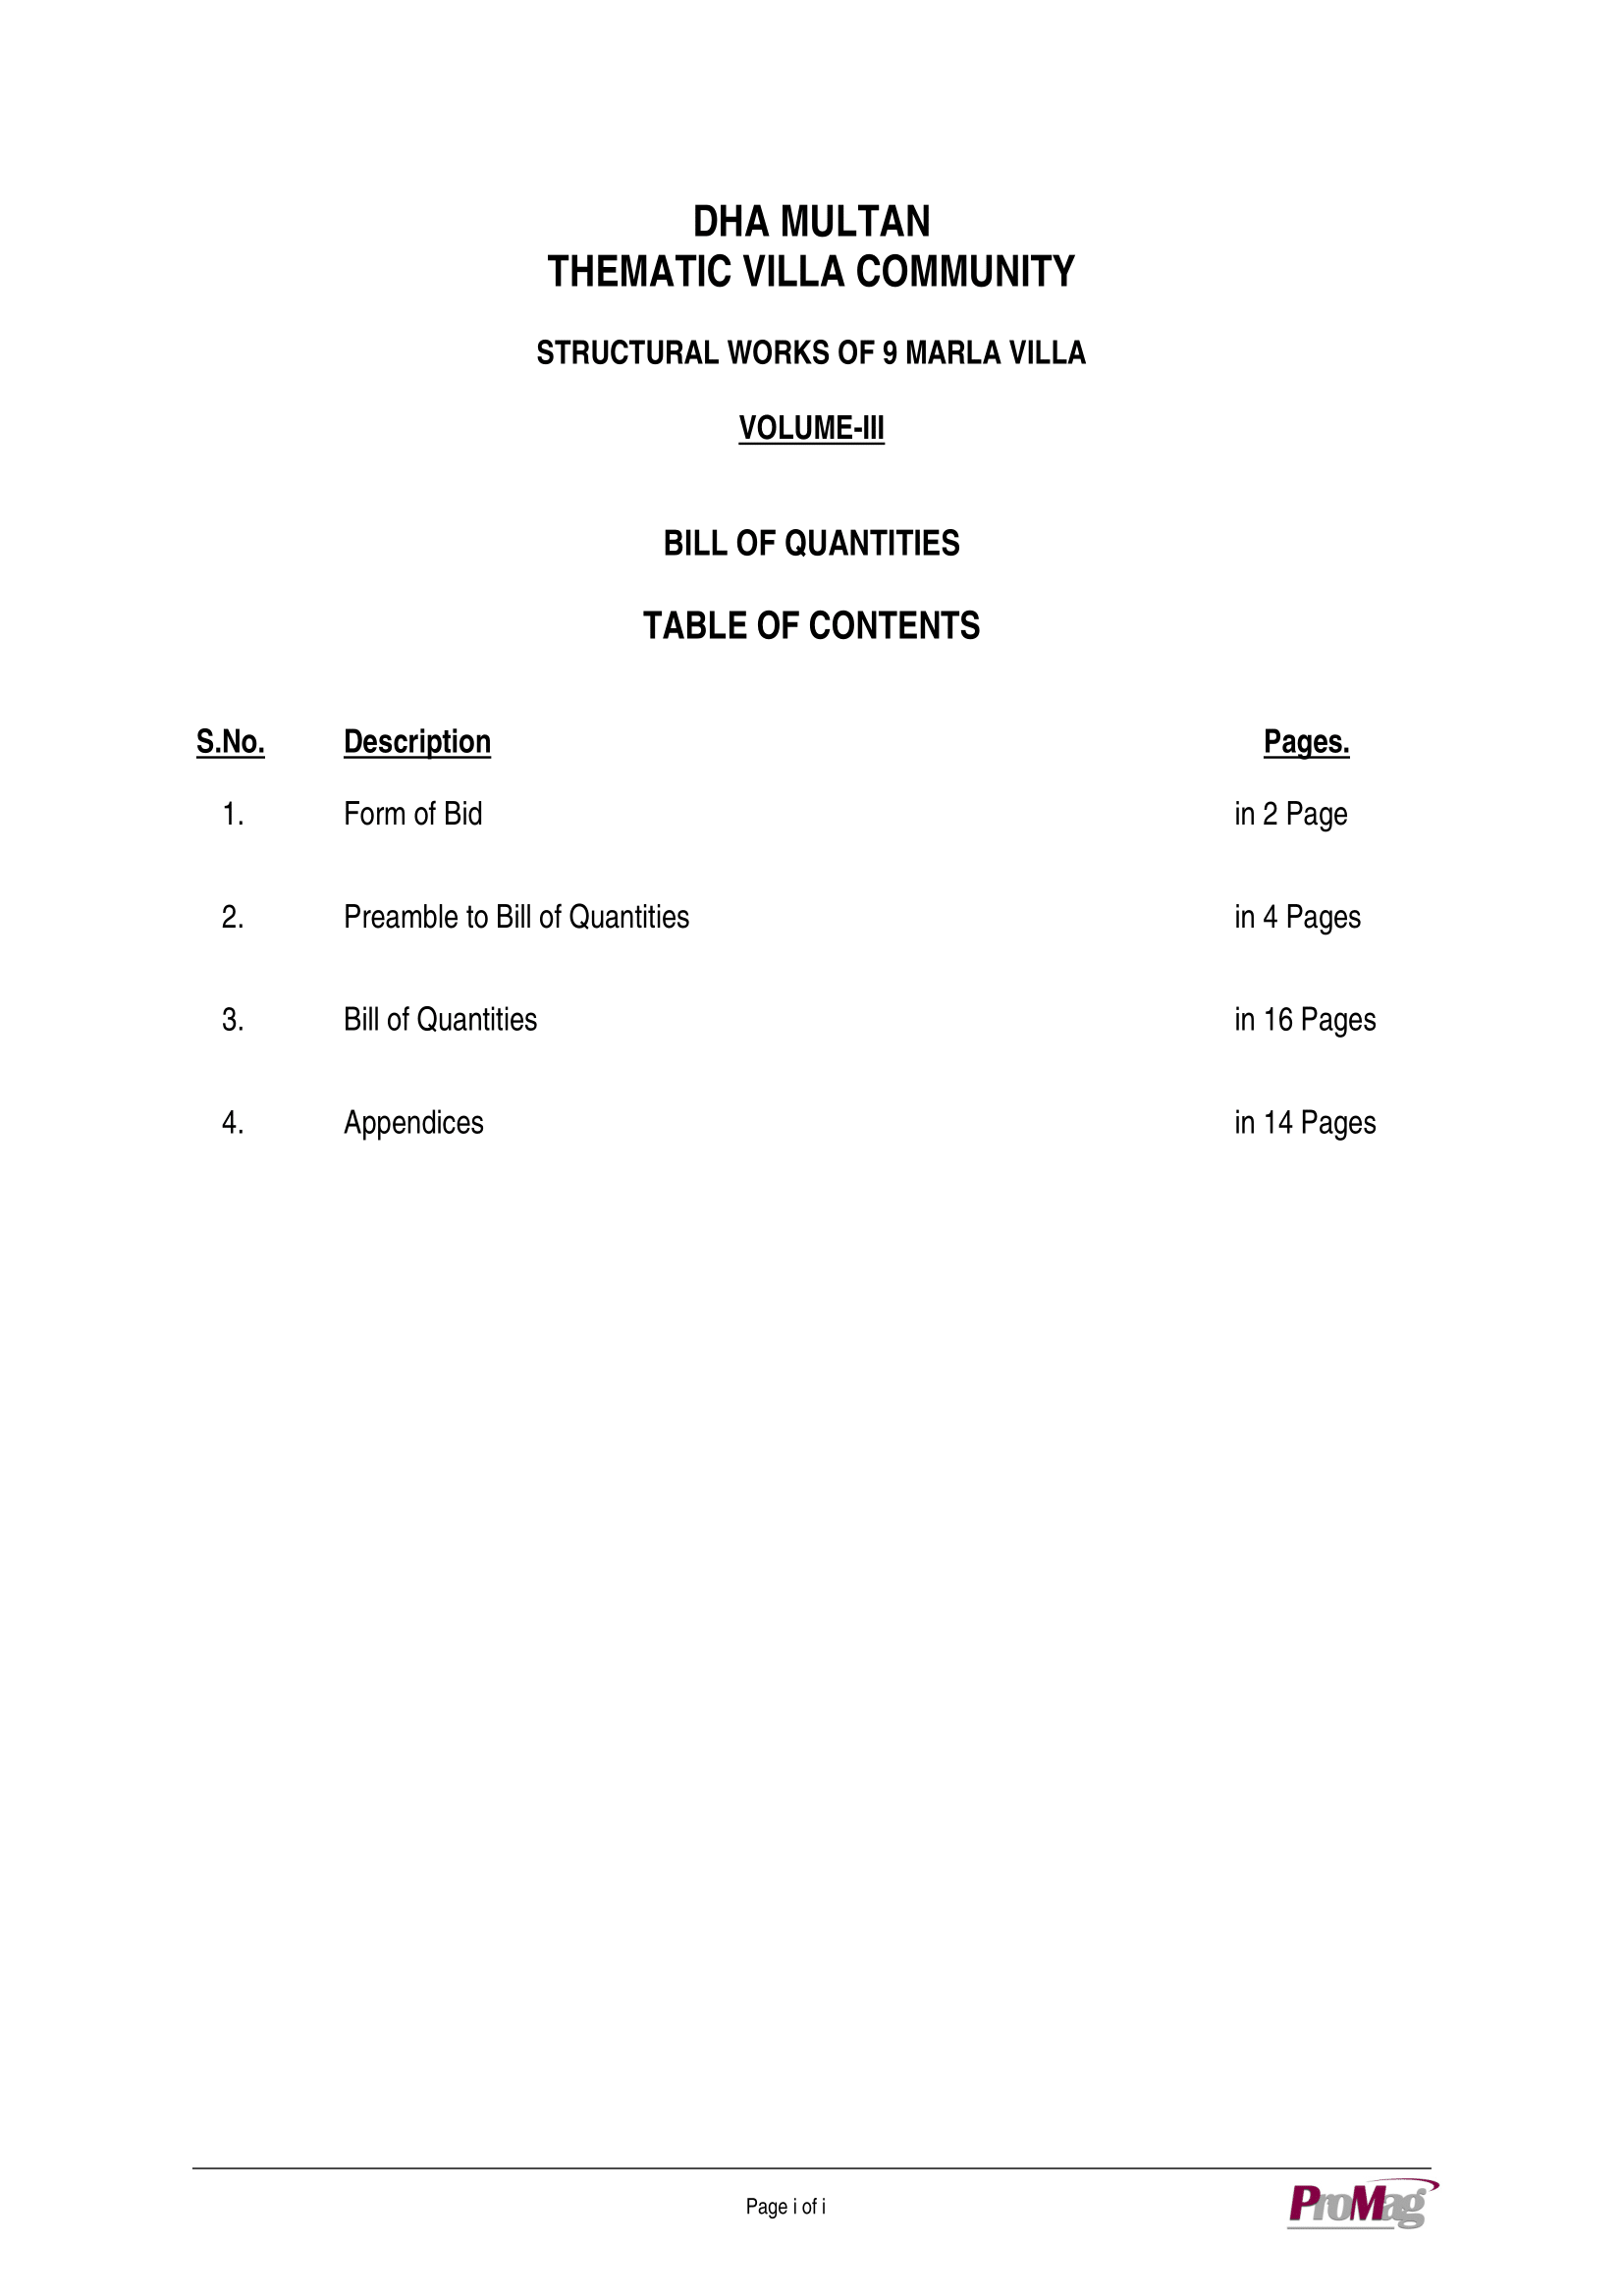 DHA MULTAN
THEMATIC VILLA COMMUNITY
STRUCTURAL WORKS OF 9 MARLA VILLA
VOLUME-III
BILL OF QUANTITIES
TABLE OF CONTENTS
S.No. Description Pages.
1. Form of Bid in 2 Page
2. Preamble to Bill of Quantities in 4 Pages
3. Bill of Quantities in 16 Pages
4. Appendices in 14 Pages
Page i of i
ProMag